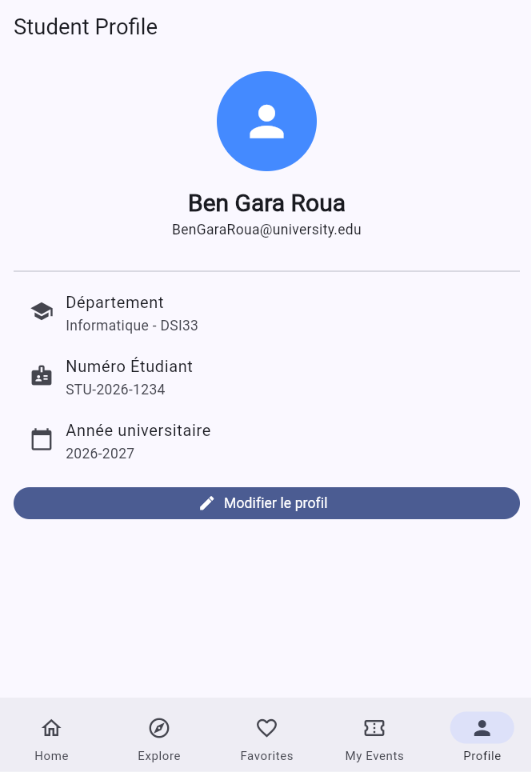 Student Profile
Ben Gara Roua
BenGaraRoua@university.edu
Département
Informatique - DSI33
Numéro Étudiant
STU-2026-1234
Année universitaire
2026-2027
Modifier le profil
Home
Explore
Favorites
My Events
Profile